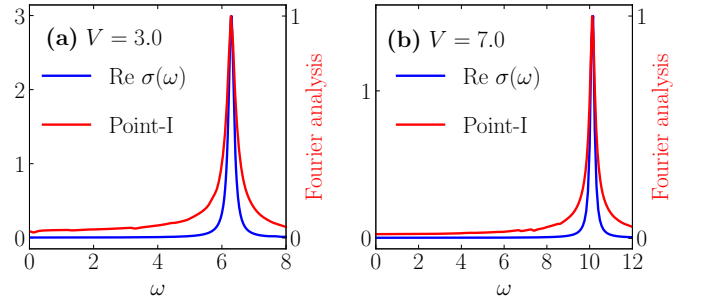 (a) V = 3.0
Re σ(ω)
Point-I
3
2
1
0
1
0
0 2 4 6 8
ω
Fourier analysis
(b) V = 7.0
Re σ(ω)
Point-I
1
0
1
0
0 2 4 6 8 10 12
ω
Fourier analysis